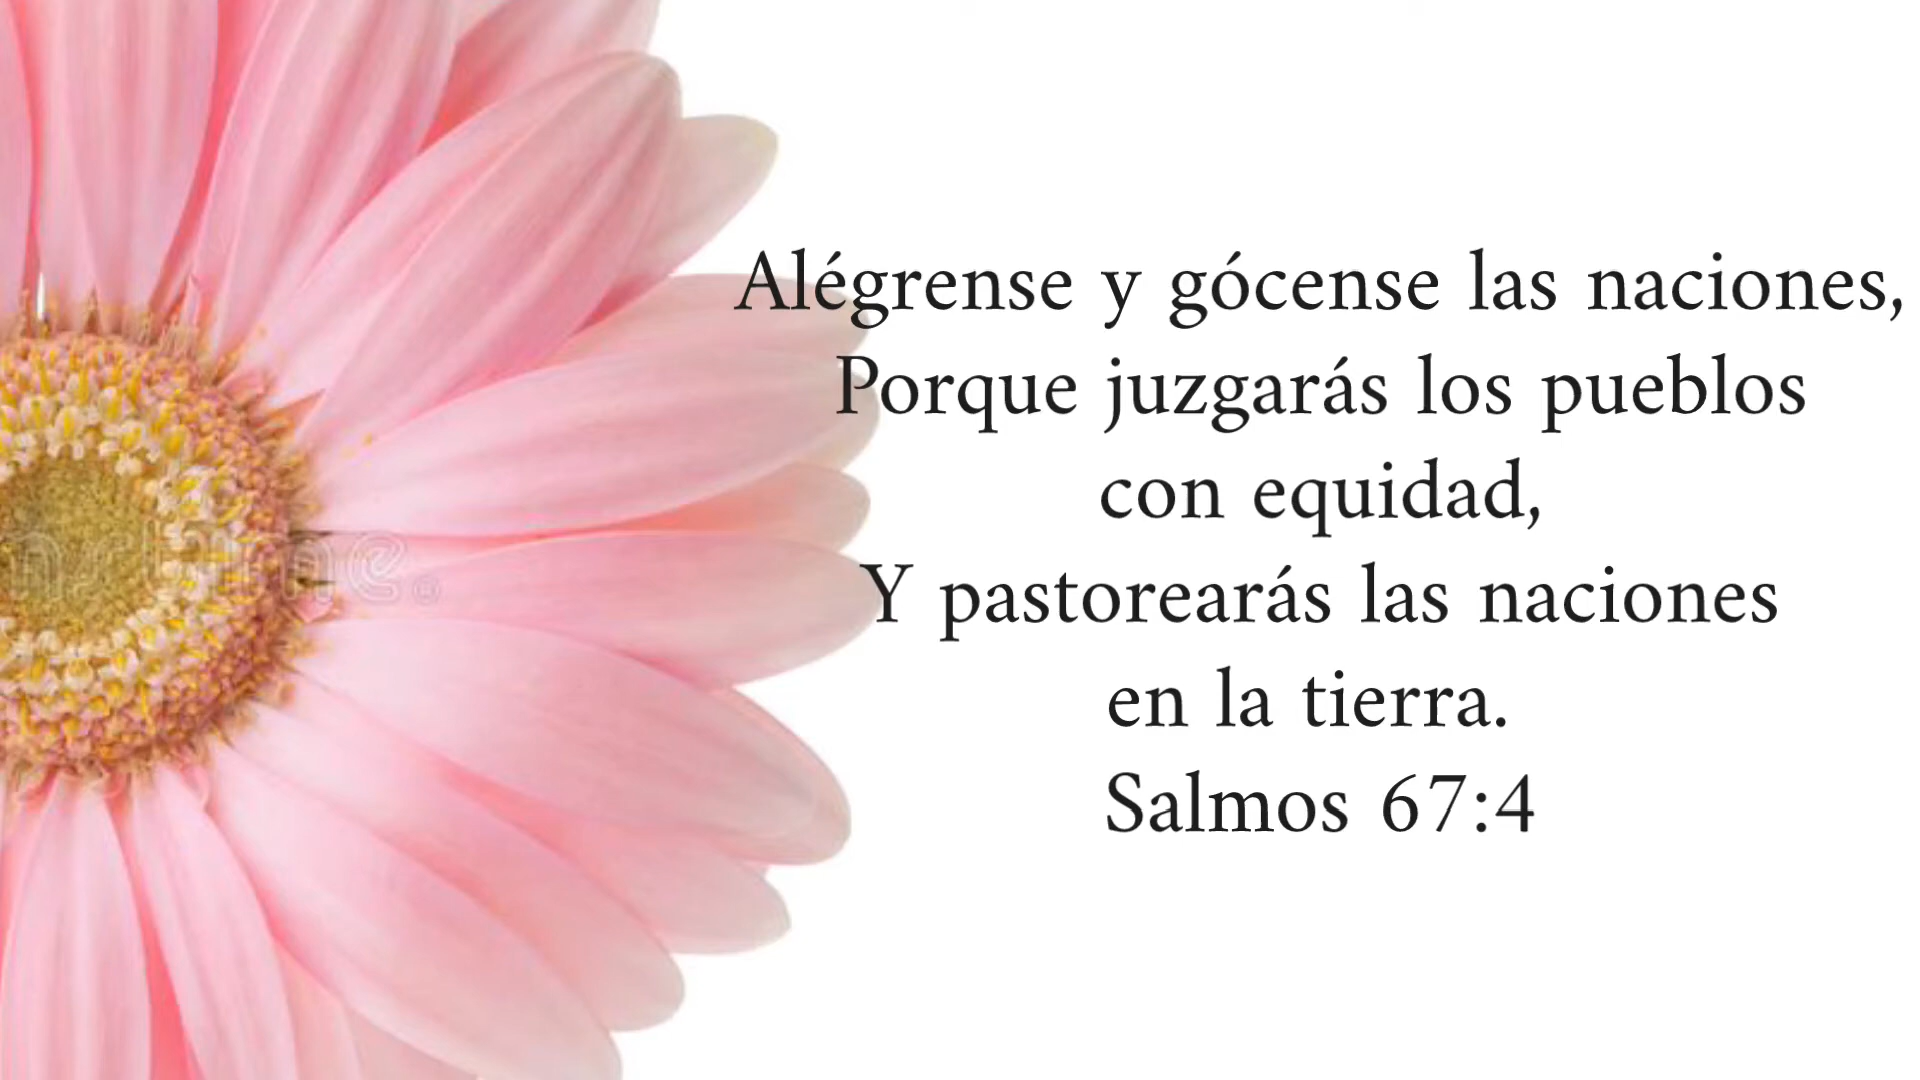 Alégrense y gócense las naciones,
Porque juzgarás los pueblos
con equidad,
Y pastorearás las naciones
en la tierra.
Salmos 67:4